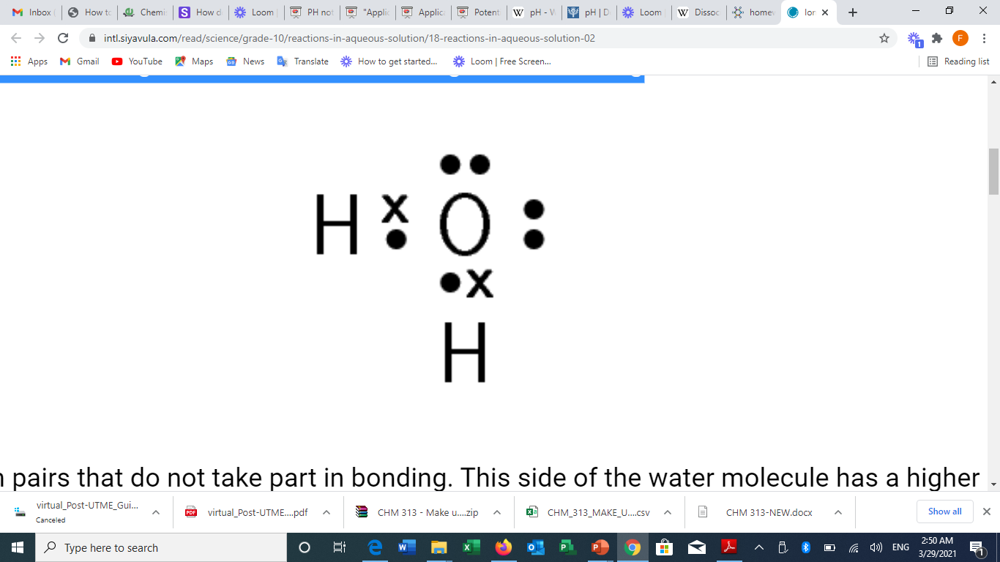 Inbox (
How to
Chemi
How d
Loom
PH not
"Applic
Applica
Potent
pH - W
pH | D
Loom
Dissoc
homew
Ior
intl.siyavula.com/read/science/grade-10/reactions-in-aqueous-solution/18-reactions-in-aqueous-solution-02
1
F
Apps Gmail YouTube Maps News Translate How to get started... Loom | Free Screen... Reading list
H x O
x
H
pairs that do not take part in bonding. This side of the water molecule has a higher
virtual_Post-UTME_Gui...
Canceled
virtual_Post-UTME....pdf
CHM 313 - Make u....zip
CHM_313_MAKE_U....csv
CHM 313-NEW.docx
Show all
Type here to search
ENG
2:50 AM
3/29/2021
1